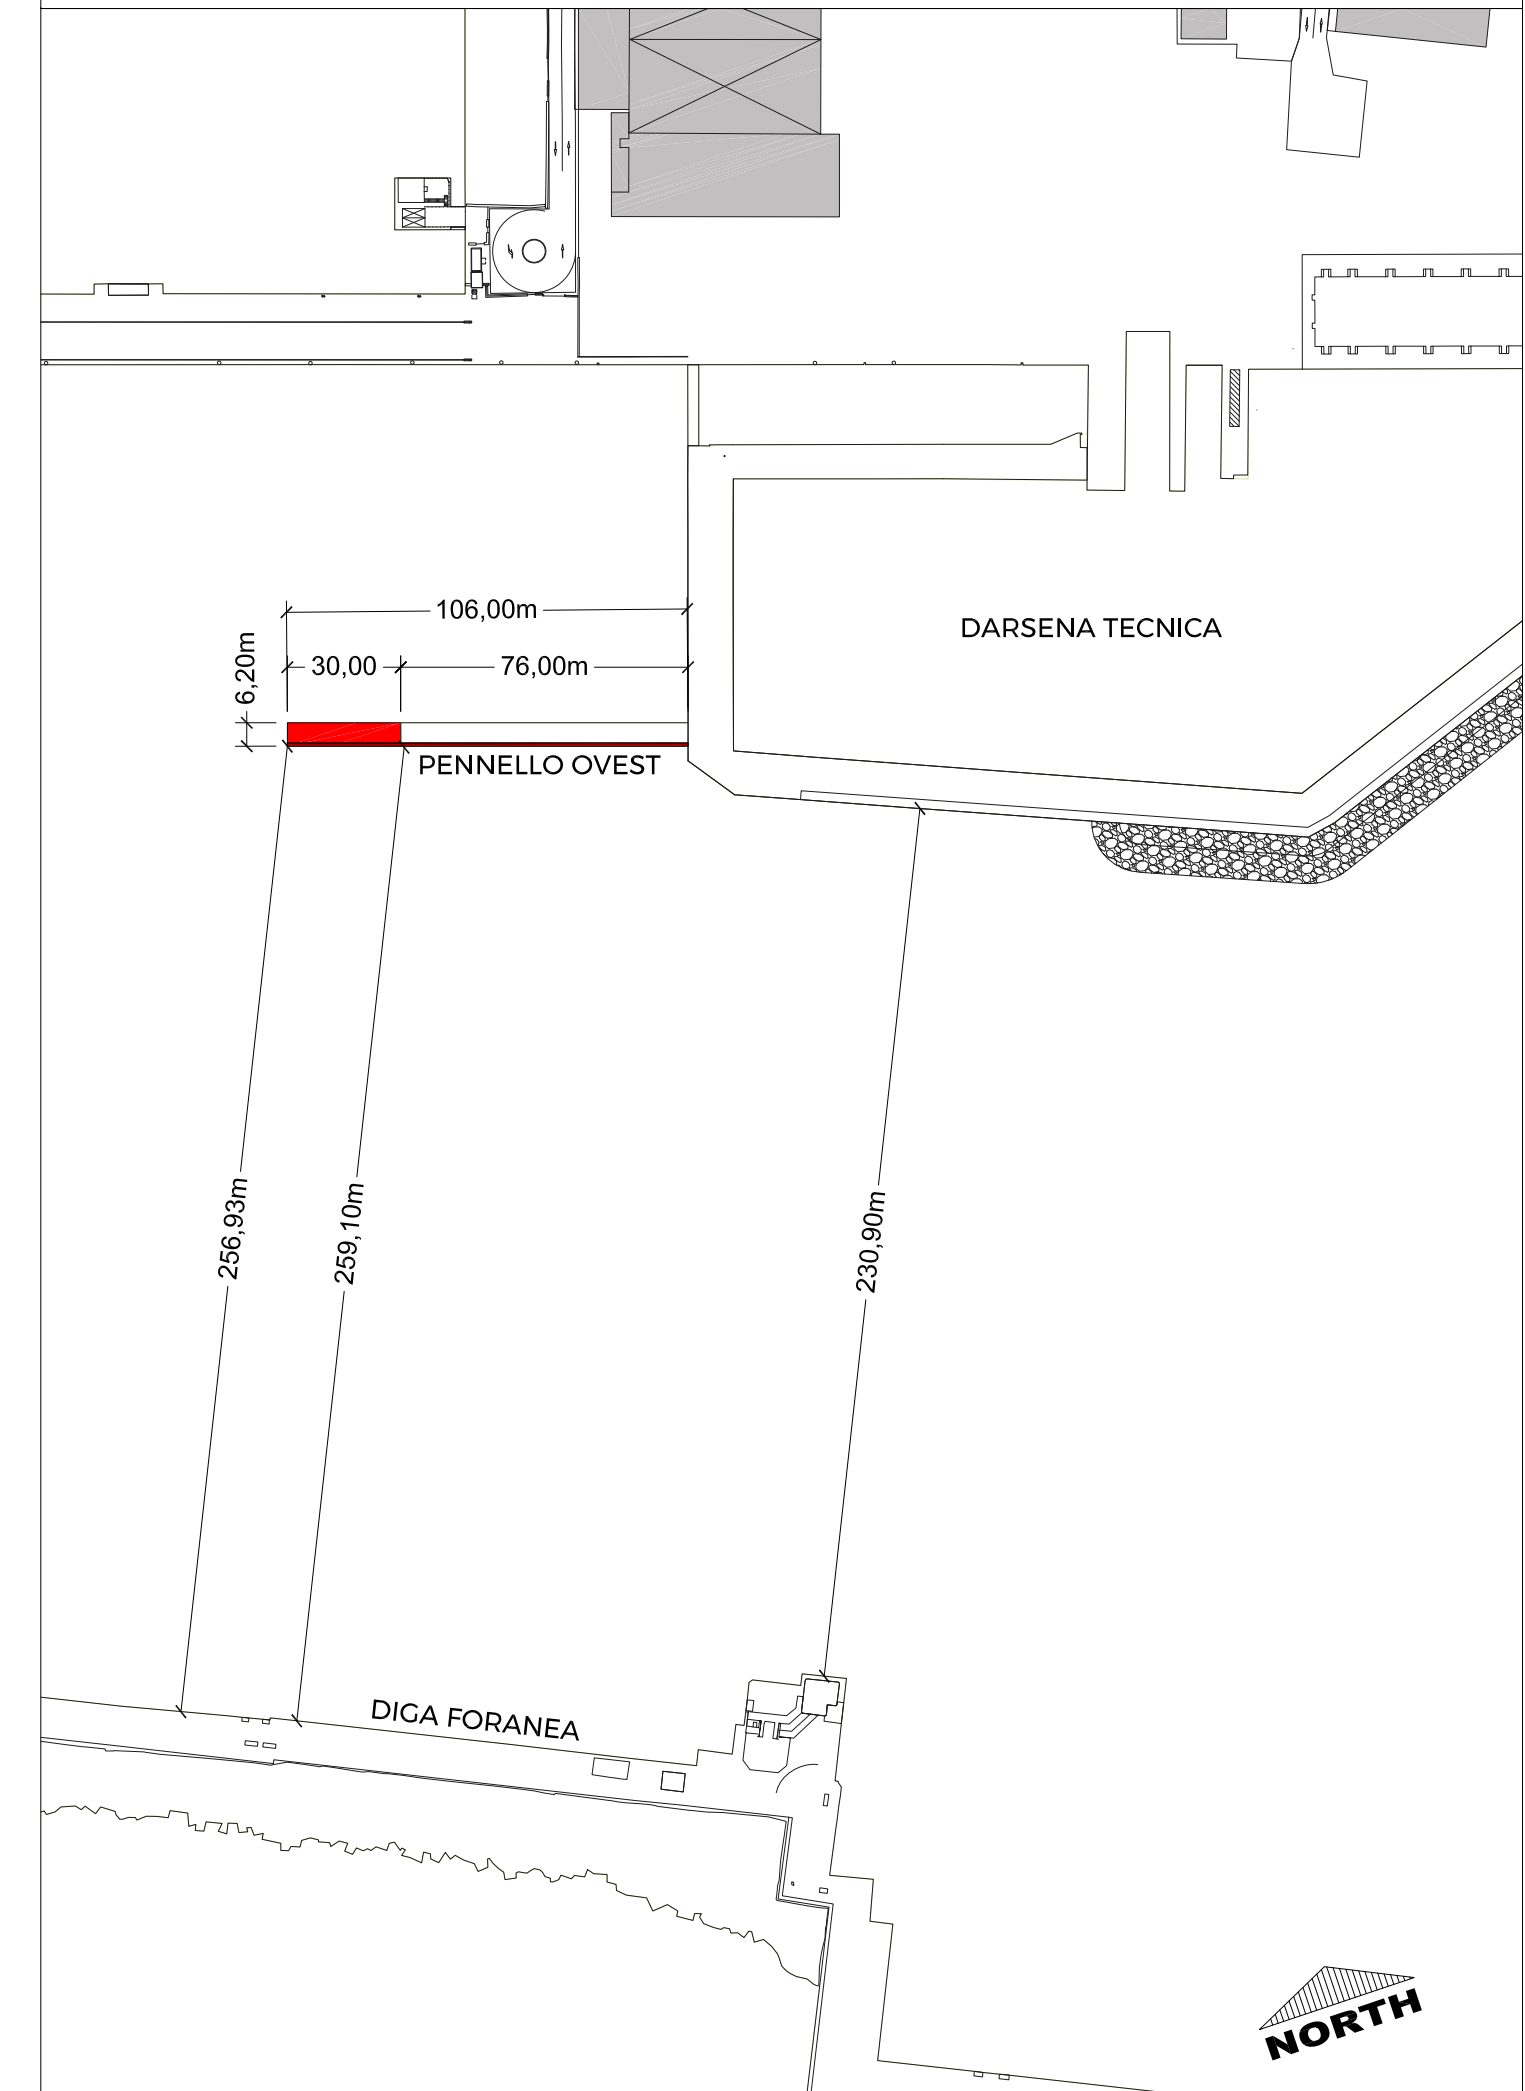 106,00m
DARSENA TECNICA
6,20m
30,00
76,00m
PENNELLO OVEST
256,93m
259,10m
230,90m
DIGA FORANEA
NORTH